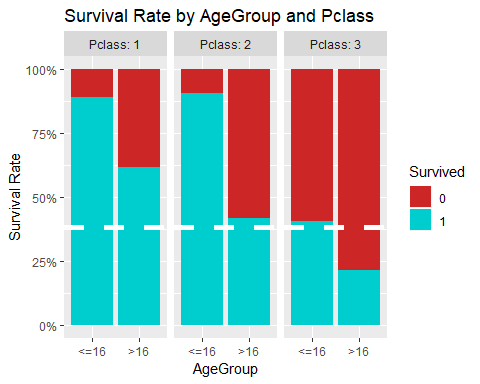 Survival Rate by AgeGroup and Pclass
Pclass: 1 Pclass: 2 Pclass: 3
100%
75%
50%
25%
0%
Survival Rate
<=16 >16 <=16 >16 <=16 >16
AgeGroup
Survived
0
1